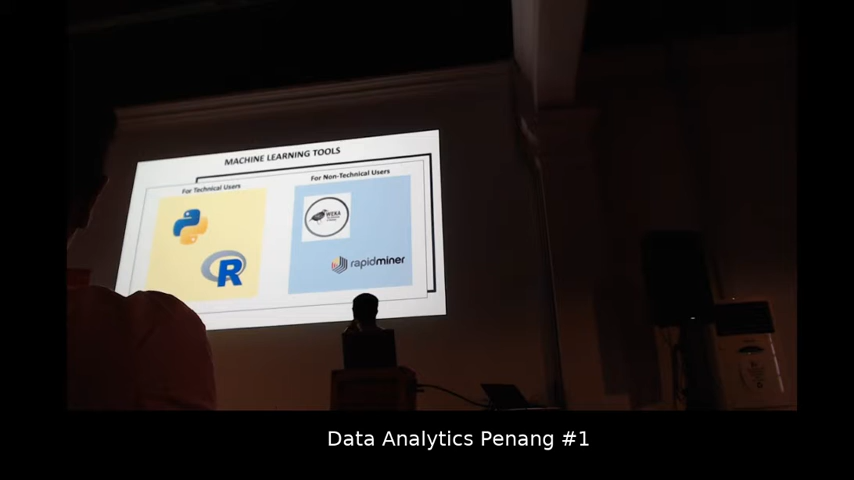 MACHINE LEARNING TOOLS
For Technical Users
For Non-Technical Users
WEKA
R
rapidminer
Data Analytics Penang #1